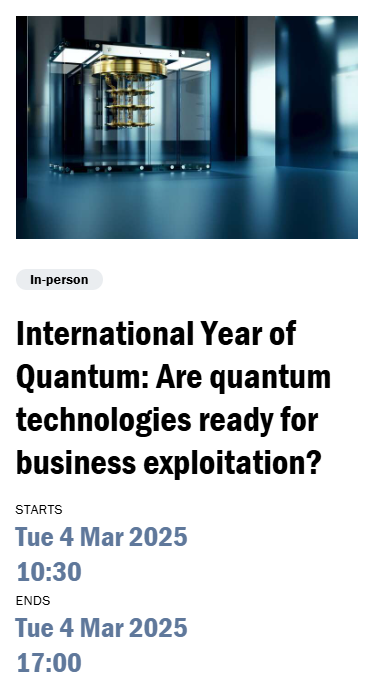 In-person
International Year of
Quantum: Are quantum
technologies ready for
business exploitation?
STARTS
Tue 4 Mar 2025
10:30
ENDS
Tue 4 Mar 2025
17:00